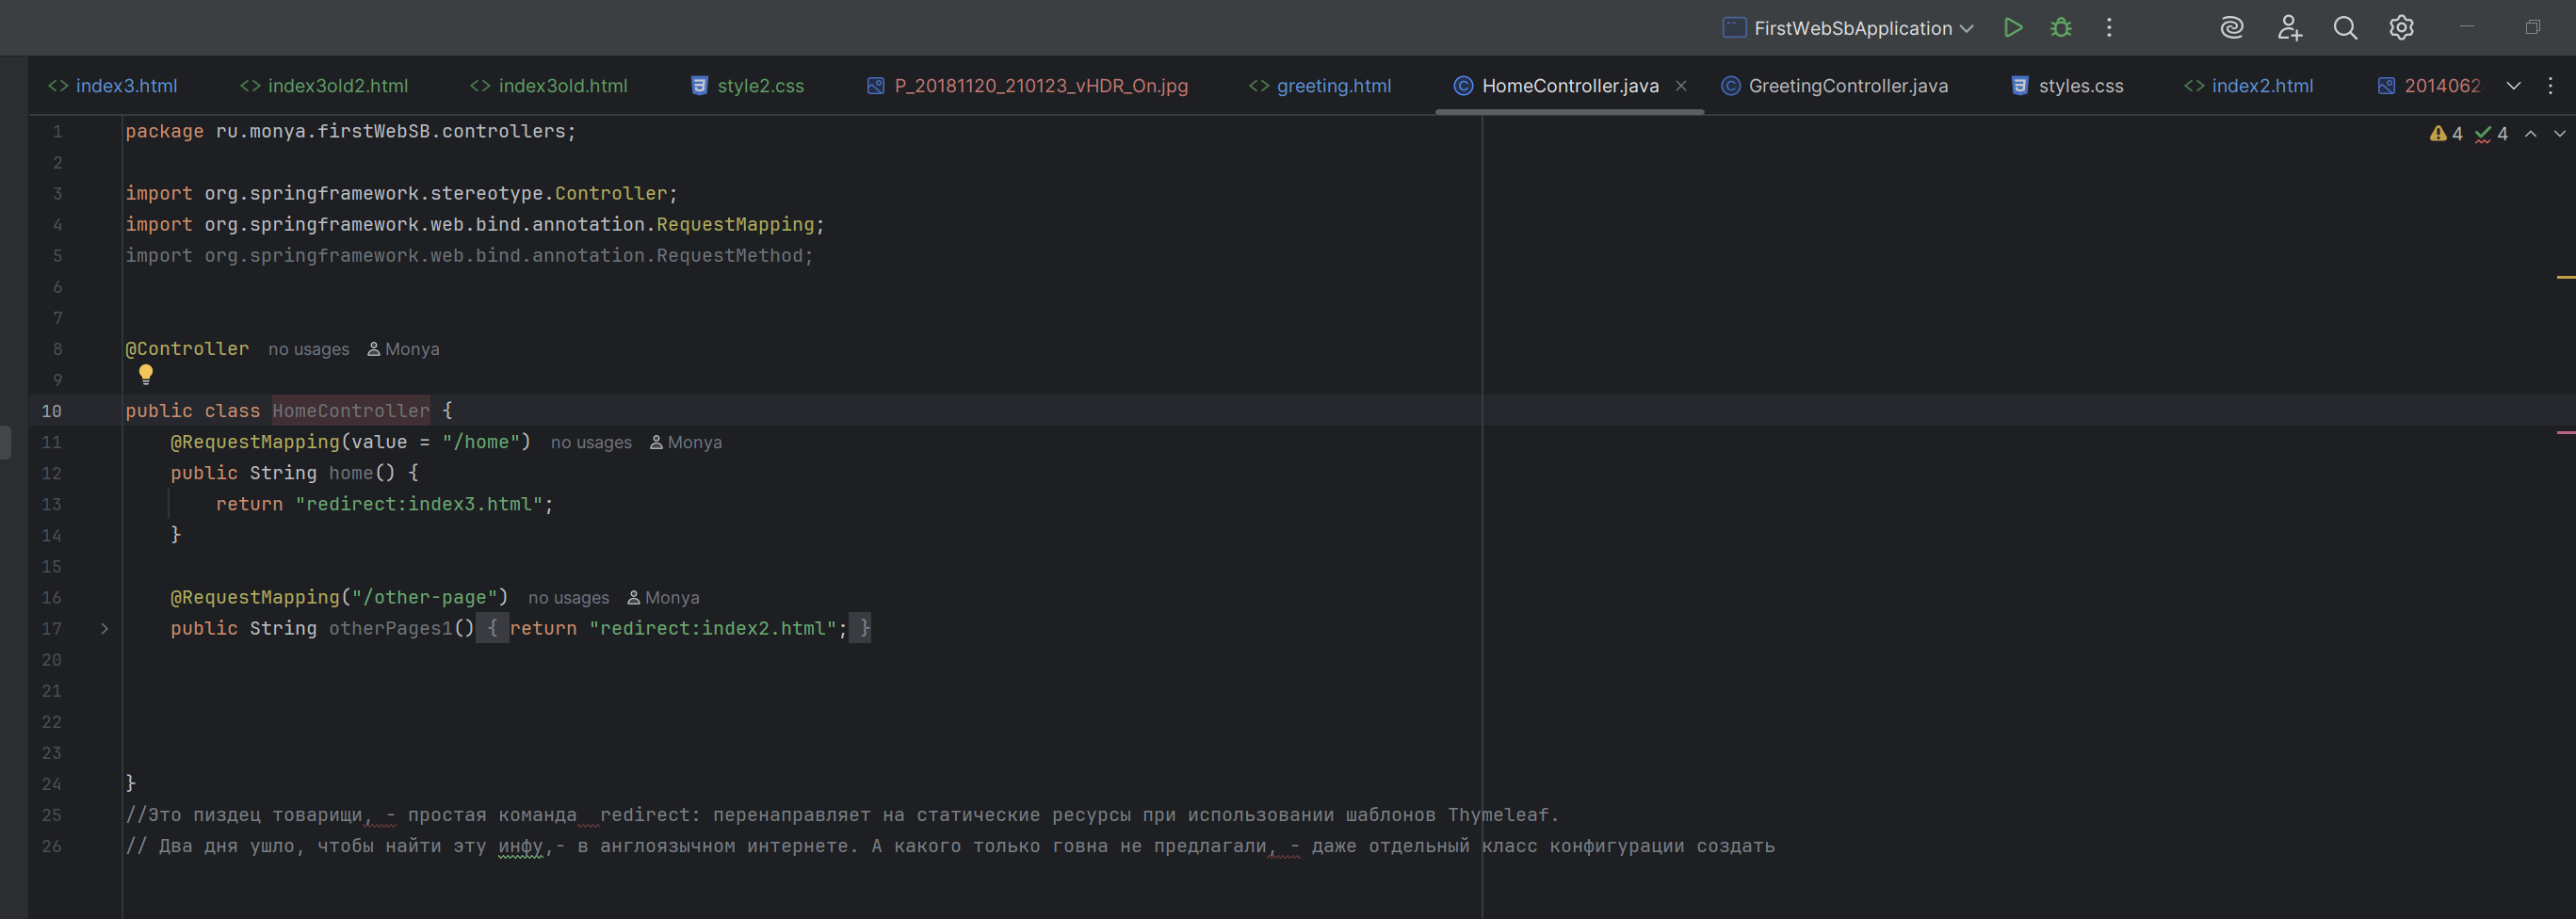 FirstWebSbApplication
index3.html index3old2.html index3old.html style2.css P_20181120_210123_vHDR_On.jpg greeting.html HomeController.java GreetingController.java styles.css index2.html 2014062
4 4
1 package ru.monya.firstWebSB.controllers;
2
3 import org.springframework.stereotype.Controller;
4 import org.springframework.web.bind.annotation.RequestMapping;
5 import org.springframework.web.bind.annotation.RequestMethod;
6
7
8 @Controller no usages Monya
9
10 public class HomeController {
11 @RequestMapping(value = "/home") no usages Monya
12 public String home() {
13 return "redirect:index3.html";
14 }
15
16 @RequestMapping("/other-page") no usages Monya
17 public String otherPages1() { return "redirect:index2.html"; }
20
21
22
23
24 }
25 //Это пиздец товарищи, - простая команда  redirect: перенаправляет на статические ресурсы при использовании шаблонов Thymeleaf.
26 // Два дня ушло, чтобы найти эту инфу,- в англоязычном интернете. А какого только говна не предлагали, - даже отдельный класс конфигурации создать